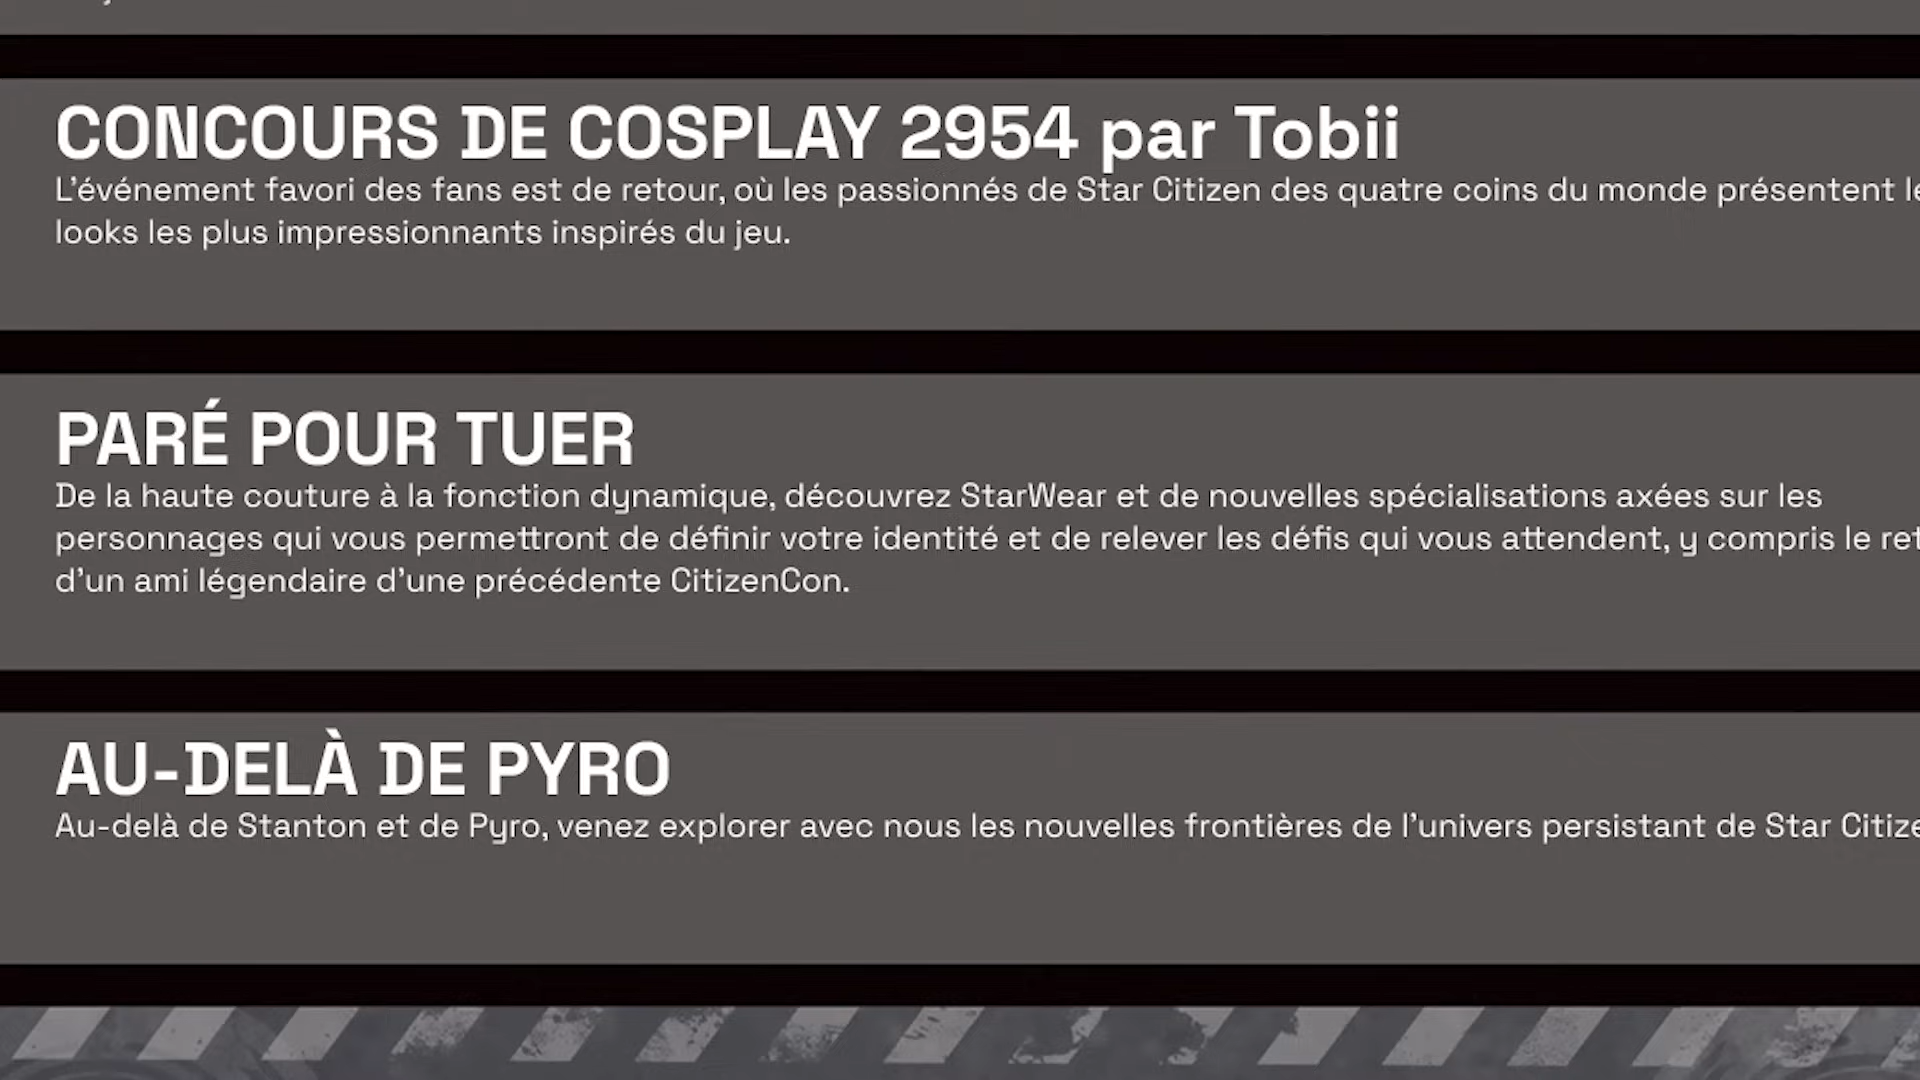 CONCOURS DE COSPLAY 2954 par Tobii
L'événement favori des fans est de retour, où les passionnés de Star Citizen des quatre coins du monde présentent
looks les plus impressionnants inspirés du jeu.
PARÉ POUR TUER
De la haute couture à la fonction dynamique, découvrez StarWear et de nouvelles spécialisations axées sur les
personnages qui vous permettront de définir votre identité et de relever les défis qui vous attendent, y compris le
d'un ami légendaire d'une précédente CitizenCon.
AU-DELÀ DE PYRO
Au-delà de Stanton et de Pyro, venez explorer avec nous les nouvelles frontières de l'univers persistant de Star